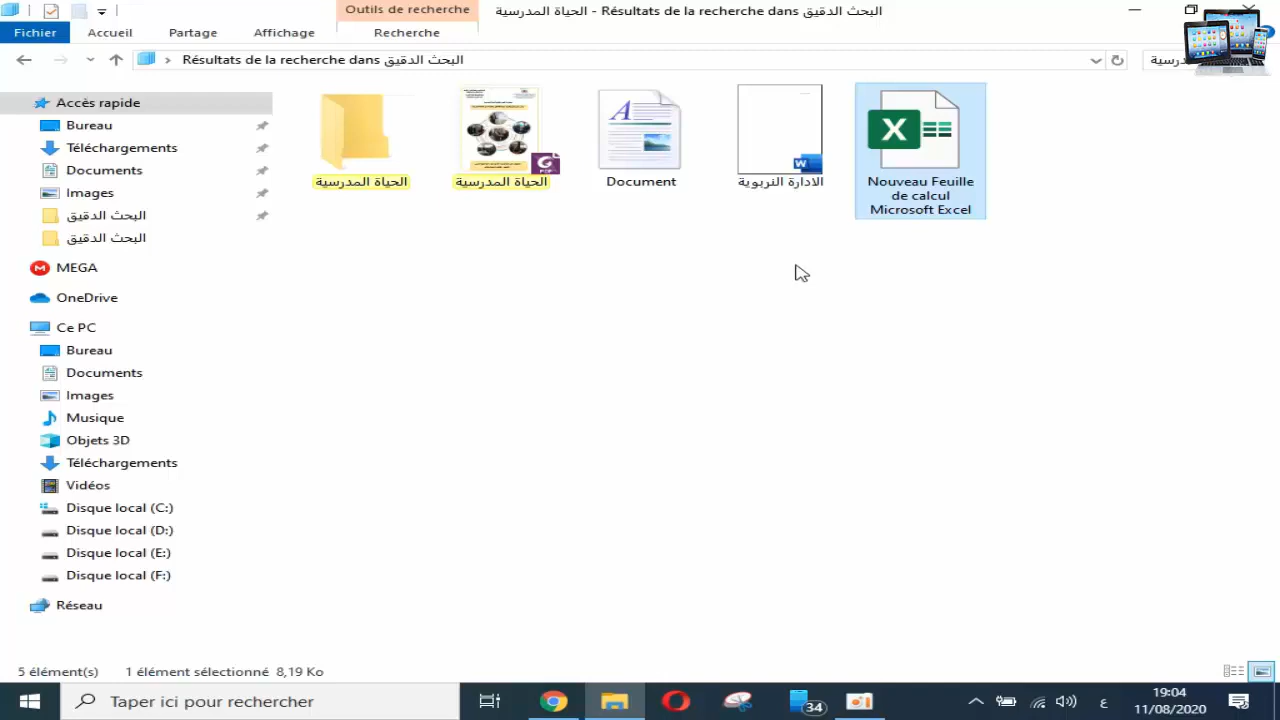 Outils de recherche
الحياة المدرسية - Résultats de la recherche dans البحث الدقيق
Fichier
Accueil
Partage
Affichage
Recherche
Résultats de la recherche dans البحث الدقيق
Accès rapide
Bureau
Téléchargements
Documents
Images
البحث الدقيق
البحث الدقيق
MEGA
OneDrive
Ce PC
Bureau
Documents
Images
Musique
Objets 3D
Téléchargements
Vidéos
Disque local (C:)
Disque local (D:)
Disque local (E:)
Disque local (F:)
Réseau
الحياة المدرسية
الحياة المدرسية
Document
الادارة التربوية
Nouveau Feuille
de calcul
Microsoft Excel
5 élément(s)
1 élément sélectionné 8,19 Ko
Taper ici pour rechercher
34
ع
19:04
11/08/2020